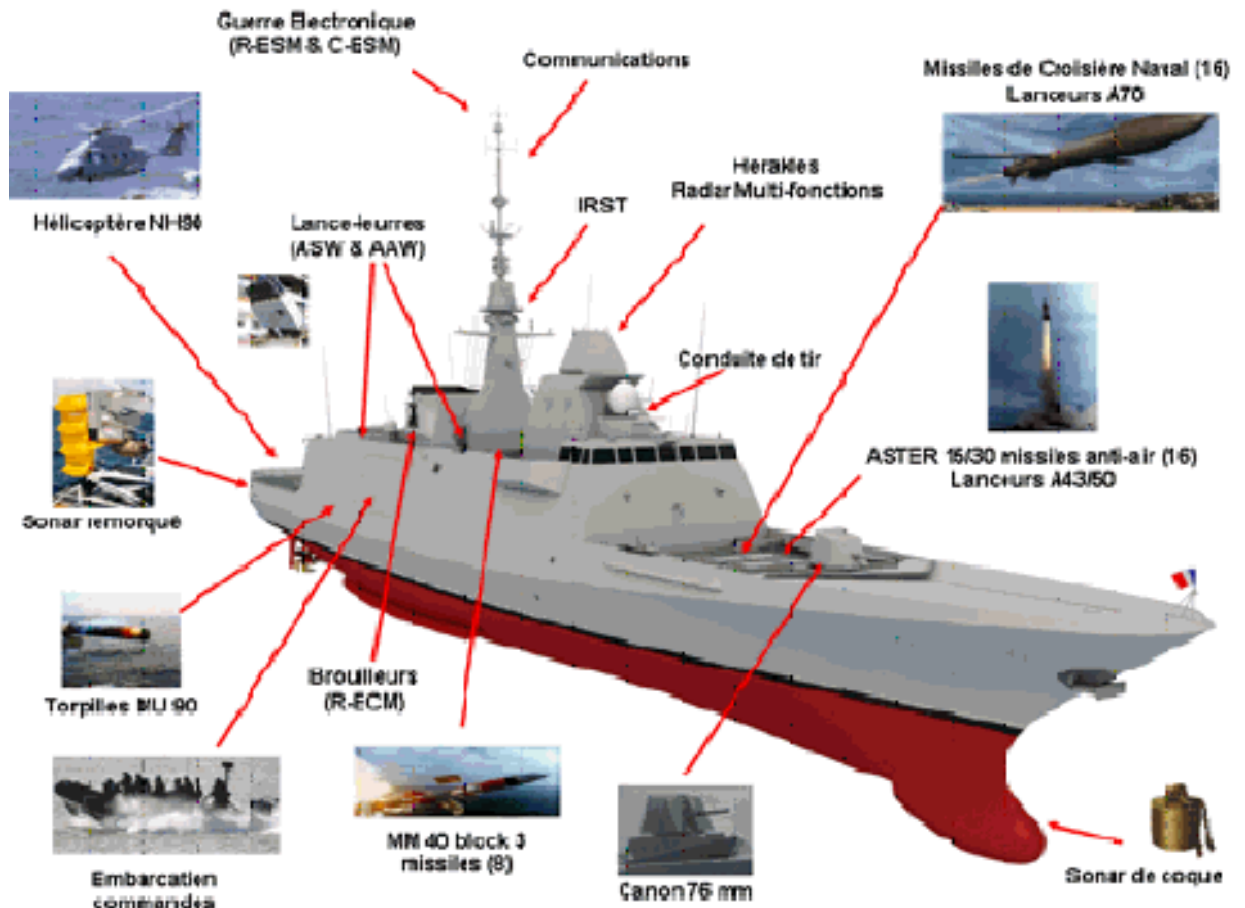 Guerre Electronique
(R-ESM & C-ESM)
Communications
Missiles de Croisière Naval (16)
Lanceurs A70
Hérakles
Radar Multi-fonctions
IRST
Hélicoptère NH90
Lance-leurres
(ASW & AAW)
Conduite de tir
ASTER 15/30 missiles anti-air (16)
Lanceurs A43/50
Sonar remorqué
Torpilles MU 90
Brouilleurs
(R-ECM)
MM 40 block 3
missiles (8)
Canon 76 mm
Sonar de coque
Embarcation
commandos